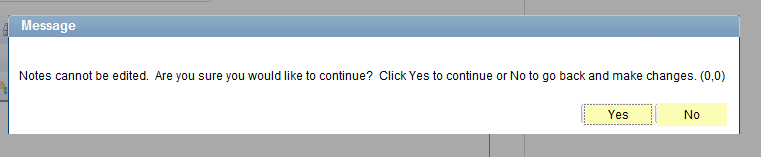 Message
Notes cannot be edited.  Are you sure you would like to continue?  Click Yes to continue or No to go back and make changes. (0,0)
Yes No